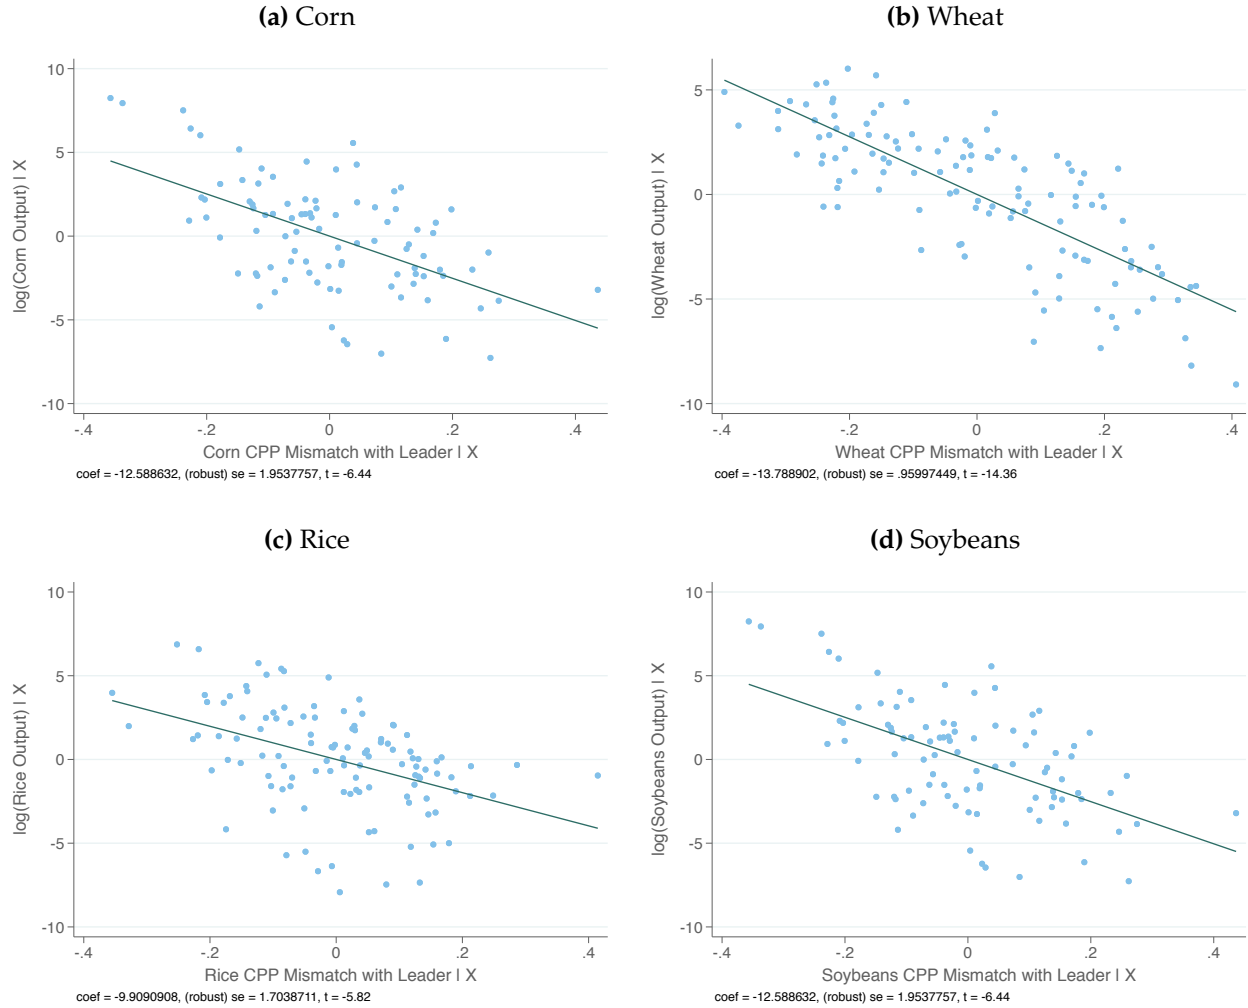 (a) Corn
10
5
0
-5
-10
log(Corn Output) | X
-.4 -.2 0 .2 .4
Corn CPP Mismatch with Leader | X
coef = -12.588632, (robust) se = 1.9537757, t = -6.44
(b) Wheat
5
0
-5
-10
log(Wheat Output) | X
-.4 -.2 0 .2 .4
Wheat CPP Mismatch with Leader | X
coef = -13.788902, (robust) se = .95997449, t = -14.36
(c) Rice
10
5
0
-5
-10
log(Rice Output) | X
-.4 -.2 0 .2 .4
Rice CPP Mismatch with Leader | X
coef = -9.9090908, (robust) se = 1.7038711, t = -5.82
(d) Soybeans
10
5
0
-5
-10
log(Soybeans Output) | X
-.4 -.2 0 .2 .4
Soybeans CPP Mismatch with Leader | X
coef = -12.588632, (robust) se = 1.9537757, t = -6.44